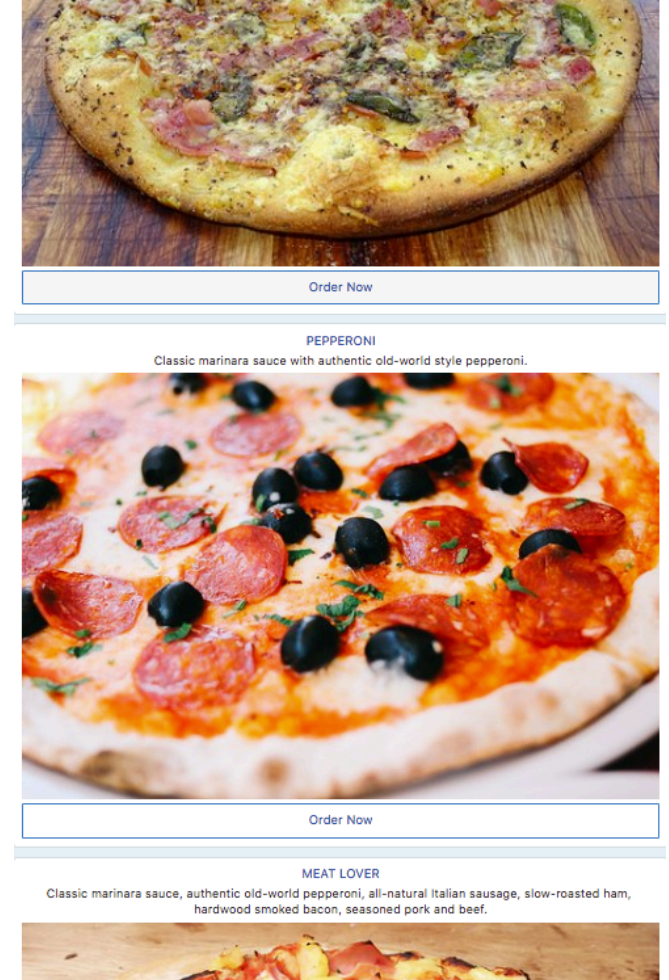 Order Now
PEPPERONI
Classic marinara sauce with authentic old-world style pepperoni.
Order Now
MEAT LOVER
Classic marinara sauce, authentic old-world pepperoni, all-natural Italian sausage, slow-roasted ham,
hardwood smoked bacon, seasoned pork and beef.